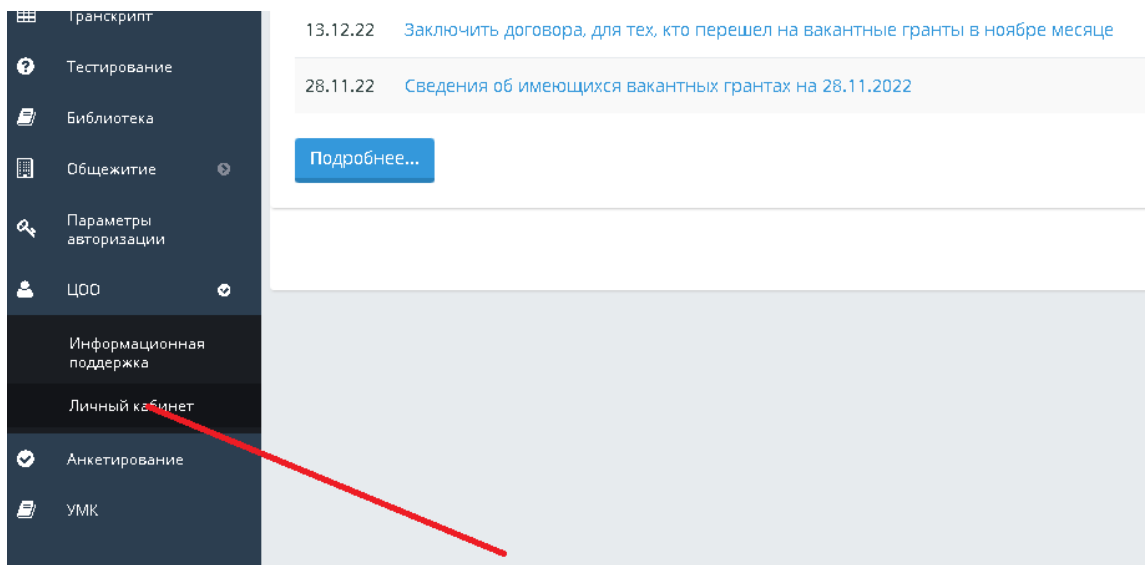 Транскрипт
Тестирование
Библиотека
Общежитие
Параметры
авторизации
ЦОО
Информационная
поддержка
Личный кабинет
Анкетирование
УМК
13.12.22 Заключить договора, для тех, кто перешел на вакантные гранты в ноябре месяце
28.11.22 Сведения об имеющихся вакантных грантах на 28.11.2022
Подробнее...